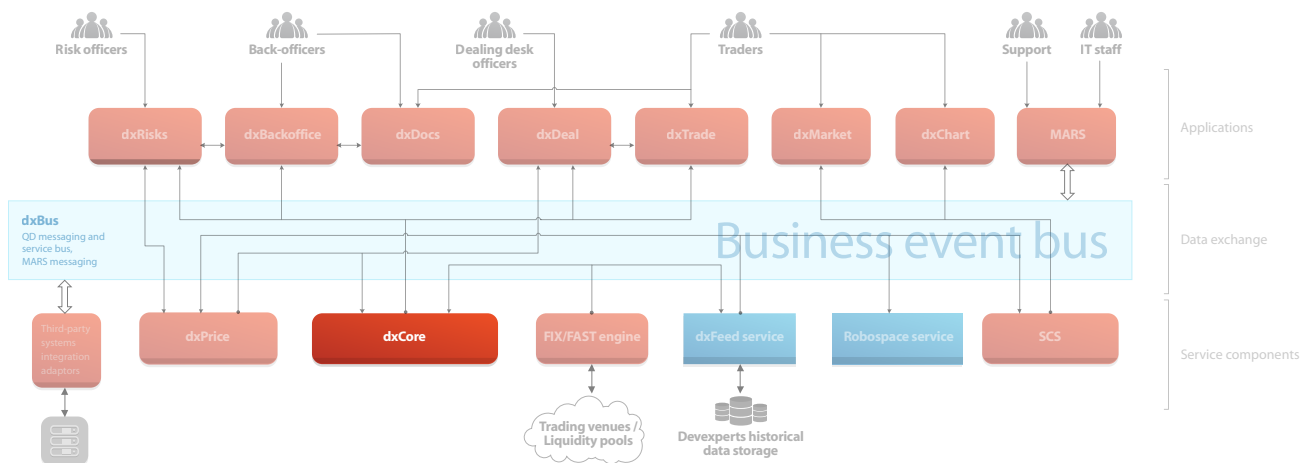 Risk officers
Back-officers
Dealing desk
officers
Traders
Support
IT staff
dxRisks
dxBackoffice
dxDocs
dxDeal
dxTrade
dxMarket
dxChart
MARS
Applications
dxBus
QD messaging and
service bus,
MARS messaging
Business event bus
Data exchange
Third-party
systems
integration
adaptors
dxPrice
dxCore
FIX/FAST engine
dxFeed service
Robospace service
SCS
Service components
Trading venues /
Liquidity pools
Devexperts historical
data storage